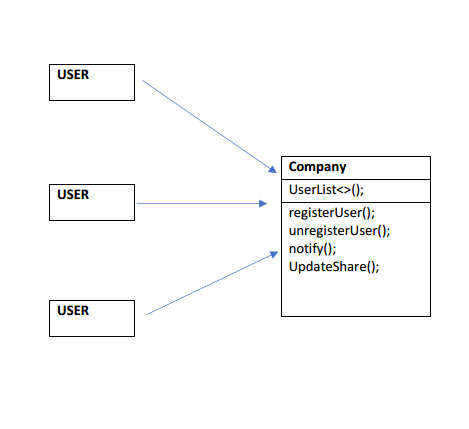 USER
USER
USER
Company
UserList<>();
registerUser();
unregisterUser();
notify();
UpdateShare();